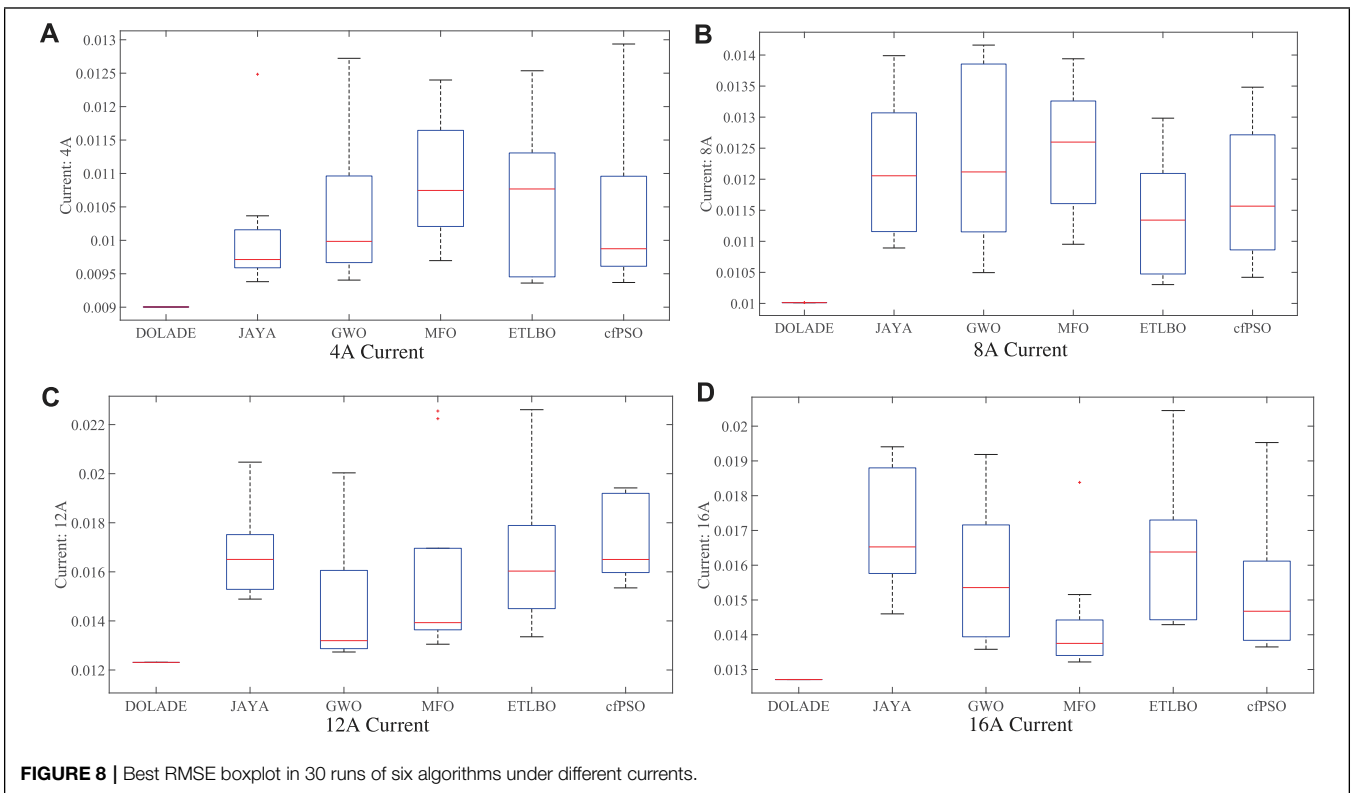 A
Current: 4A
0.013
0.0125
0.012
0.0115
0.011
0.0105
0.01
0.0095
0.009
DOLADE JAYA GWO MFO ETLBO cfPSO
4A Current
B
Current: 8A
0.014
0.0135
0.013
0.0125
0.012
0.0115
0.011
0.0105
0.01
DOLADE JAYA GWO MFO ETLBO cfPSO
8A Current
C
Current: 12A
0.022
0.02
0.018
0.016
0.014
0.012
DOLADE JAYA GWO MFO ETLBO cfPSO
12A Current
D
Current: 16A
0.02
0.019
0.018
0.017
0.016
0.015
0.014
0.013
DOLADE JAYA GWO MFO ETLBO cfPSO
16A Current
FIGURE 8 | Best RMSE boxplot in 30 runs of six algorithms under different currents.